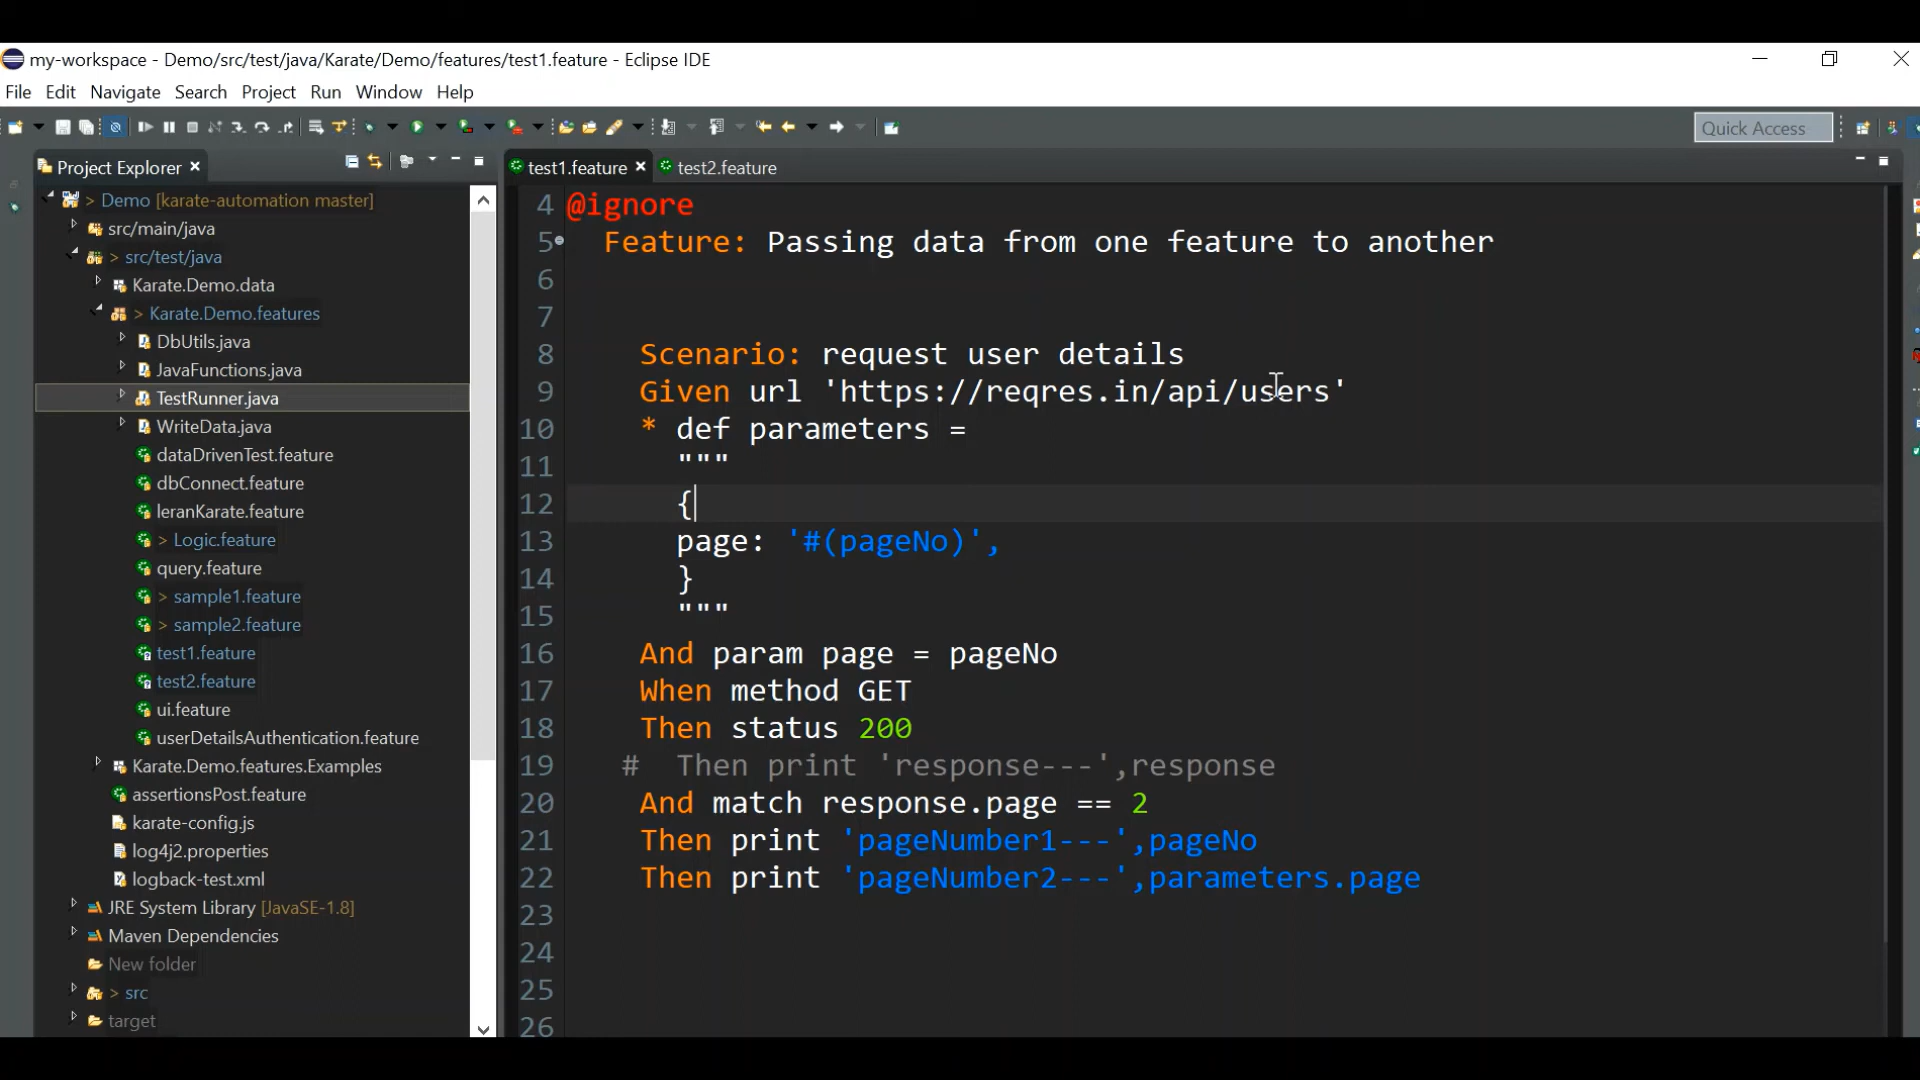 my-workspace - Demo/src/test/java/Karate/Demo/features/test1.feature - Eclipse IDE
File Edit Navigate Search Project Run Window Help
Quick Access
Project Explorer
> Demo [karate-automation master]
src/main/java
> src/test/java
Karate.Demo.data
> Karate.Demo.features
DbUtils.java
JavaFunctions.java
TestRunner.java
WriteData.java
dataDrivenTest.feature
dbConnect.feature
leranKarate.feature
> Logic.feature
query.feature
> sample1.feature
> sample2.feature
test1.feature
test2.feature
ui.feature
userDetailsAuthentication.feature
Karate.Demo.features.Examples
assertionsPost.feature
karate-config.js
log4j2.properties
logback-test.xml
JRE System Library [JavaSE-1.8]
Maven Dependencies
New folder
> src
target
test1.feature test2.feature
4 @ignore
5 Feature: Passing data from one feature to another
6
7
8 Scenario: request user details
9 Given url 'https://reqres.in/api/users'
10 * def parameters =
11 """
12 {
13 page: '#(pageNo)',
14 }
15 """
16 And param page = pageNo
17 When method GET
18 Then status 200
19 # Then print 'response---',response
20 And match response.page == 2
21 Then print 'pageNumber1---',pageNo
22 Then print 'pageNumber2---',parameters.page
23
24
25
26